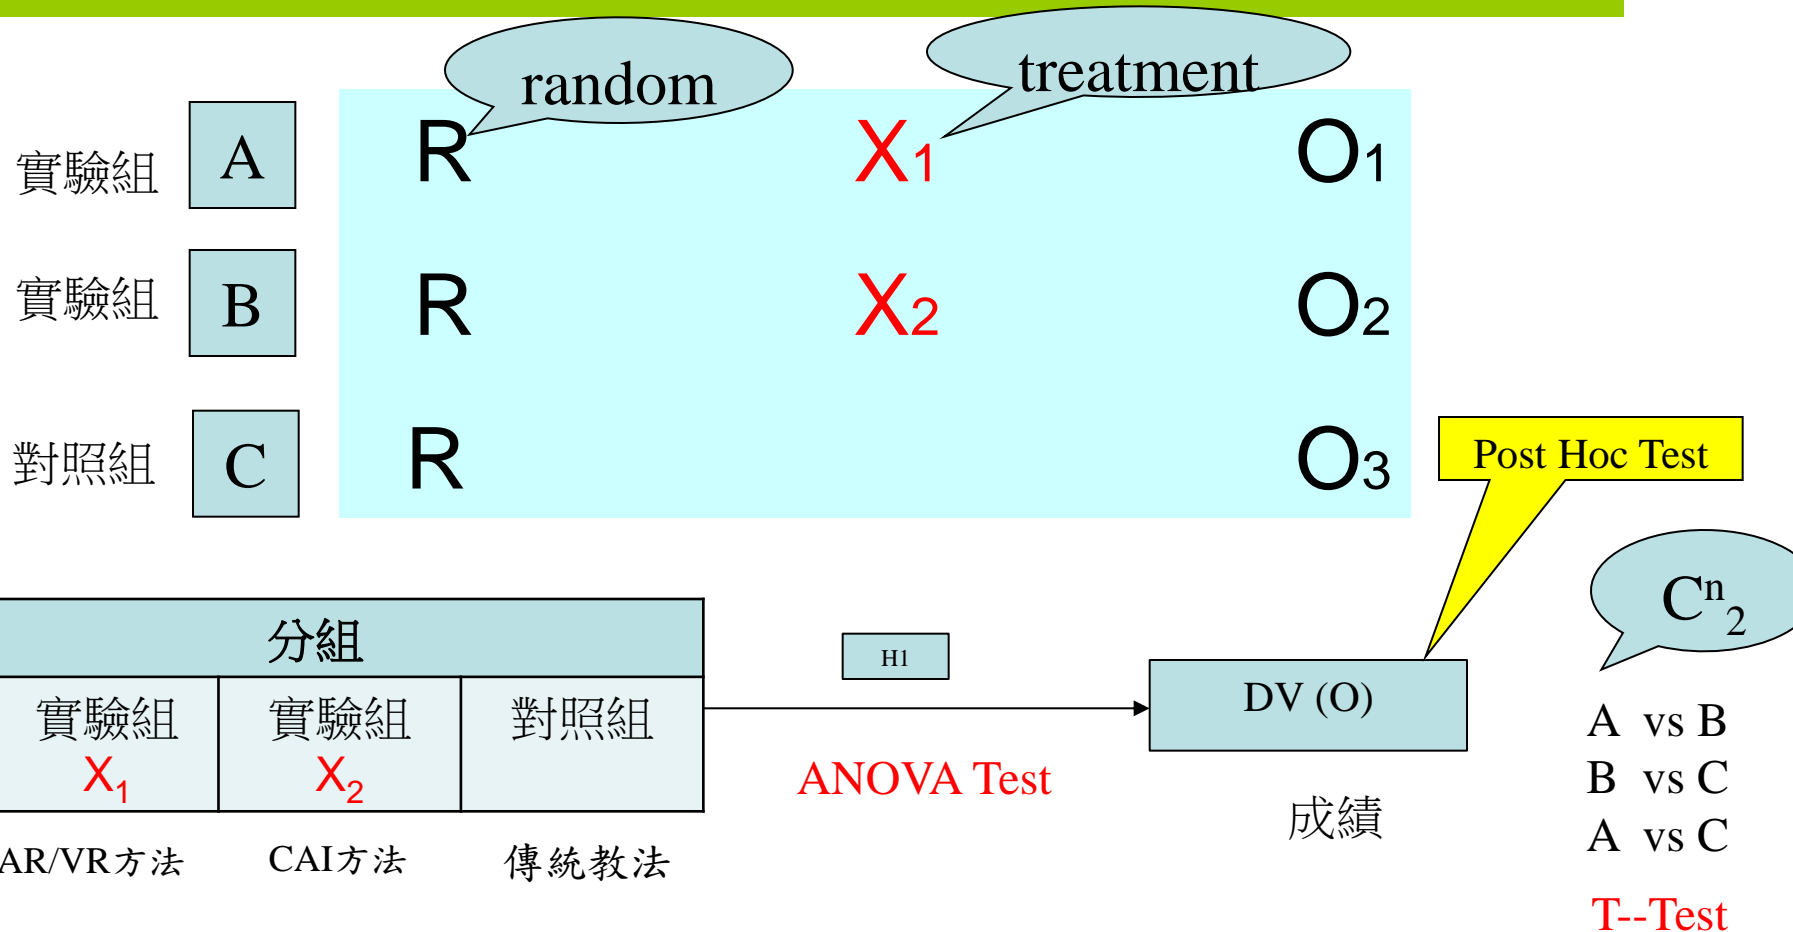 random
treatment
實驗組 A R X1 O1
實驗組 B R X2 O2
對照組 C R O3
Post Hoc Test
分組
實驗組 實驗組 對照組
X1 X2
AR/VR方法 CAI方法 傳統教法
H1
ANOVA Test
DV (O)
成績
Cn2
A vs B
B vs C
A vs C
T--Test